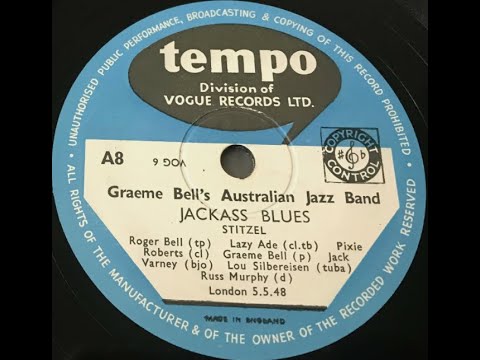 UNAUTHORISED PUBLIC PERFORMANCE, BROADCASTING & COPYING OF THIS RECORD PROHIBITED.
tempo
Division of
VOGUE RECORDS LTD.
A8
VOG 6
COPYRIGHT
CONTROL
Graeme Bell's Australian Jazz Band
JACKASS BLUES
STITZEL
Roger Bell (tp) Lazy Ade (cl.tb) Pixie
Roberts (cl) Graeme Bell (p) Jack
Varney (bjo) Lou Silbereisen (tuba)
Russ Murphy (d)
London 5.5.48
MADE IN ENGLAND
ALL RIGHTS OF THE MANUFACTURER & OF THE OWNER OF THE RECORDED WORK RESERVED •